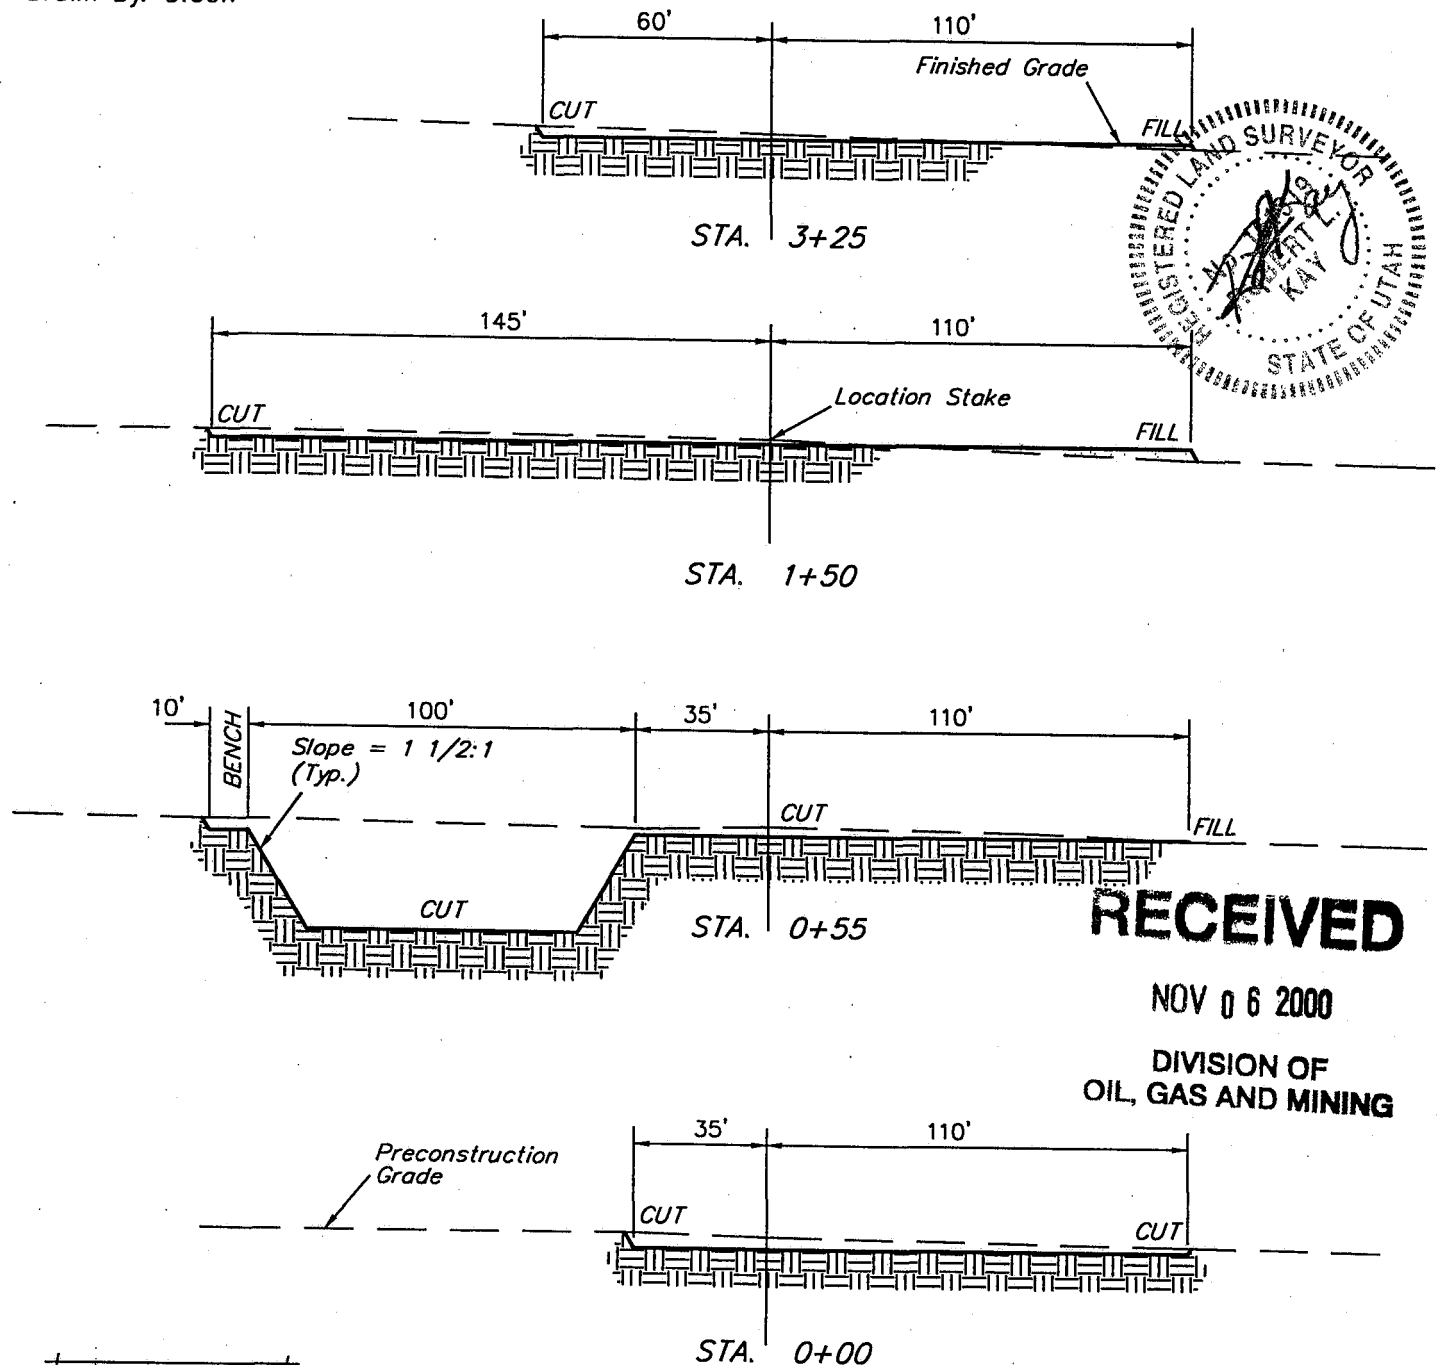 60'
110'
Finished Grade
CUT
FILL
REGISTERED LAND SURVEYOR
ROBERT L.
KAY
STATE OF UTAH
STA. 3+25
145'
110'
Location Stake
CUT
FILL
STA. 1+50
10'
BENCH
100'
35'
110'
Slope = 1 1/2:1
(Typ.)
CUT
FILL
CUT
STA. 0+55
RECEIVED
NOV 0 6 2000
DIVISION OF
OIL, GAS AND MINING
35'
110'
Preconstruction
Grade
CUT
CUT
STA. 0+00